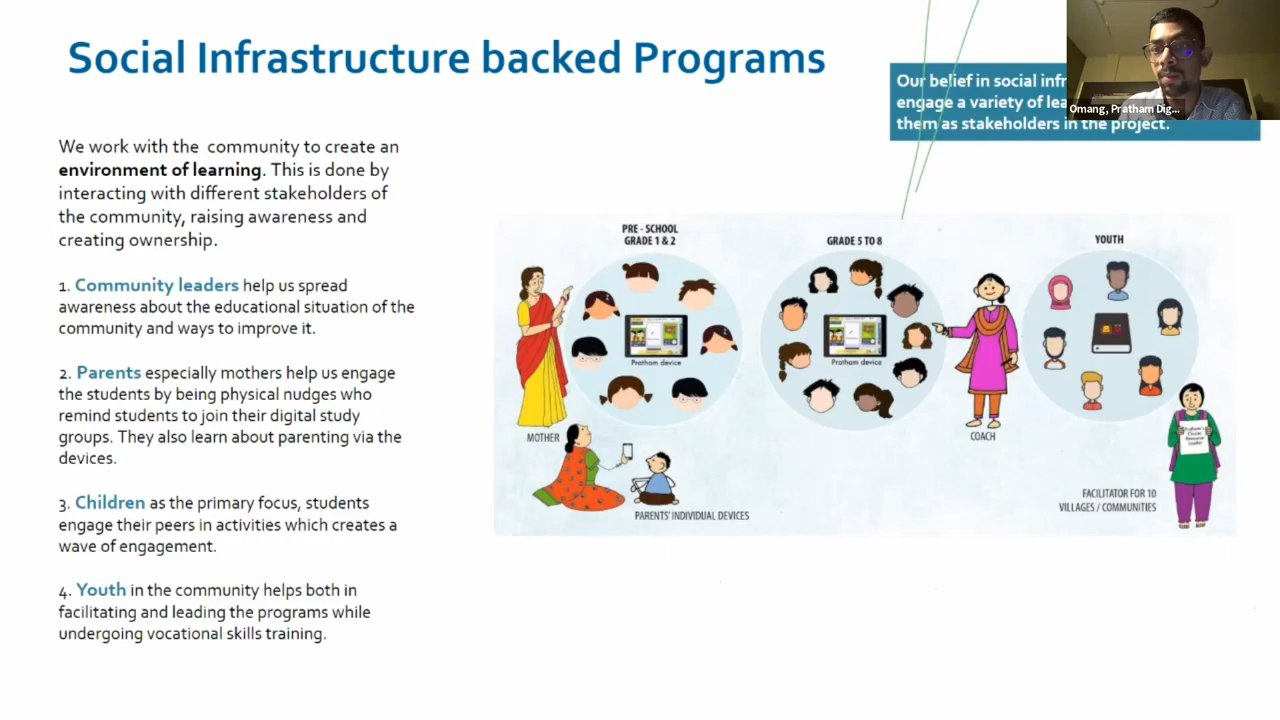 Social Infrastructure backed Programs
Our belief in social
engage a variety of
them as stakeholders in the project.
Omang, Pratham Dig...
We work with the community to create an
environment of learning. This is done by
interacting with different stakeholders of
the community, raising awareness and
creating ownership.
1. Community leaders help us spread
awareness about the educational situation of the
community and ways to improve it.
2. Parents especially mothers help us engage
the students by being physical nudges who
remind students to join their digital study
groups. They also learn about parenting via the
devices.
3. Children as the primary focus, students
engage their peers in activities which creates a
wave of engagement.
4. Youth in the community helps both in
facilitating and leading the programs while
undergoing vocational skills training.
PRE - SCHOOL
GRADE 1 & 2
Pratham device
MOTHER
PARENTS' INDIVIDUAL DEVICES
GRADE 5 TO 8
Pratham device
COACH
YOUTH
FACILITATOR FOR 10
VILLAGES / COMMUNITIES